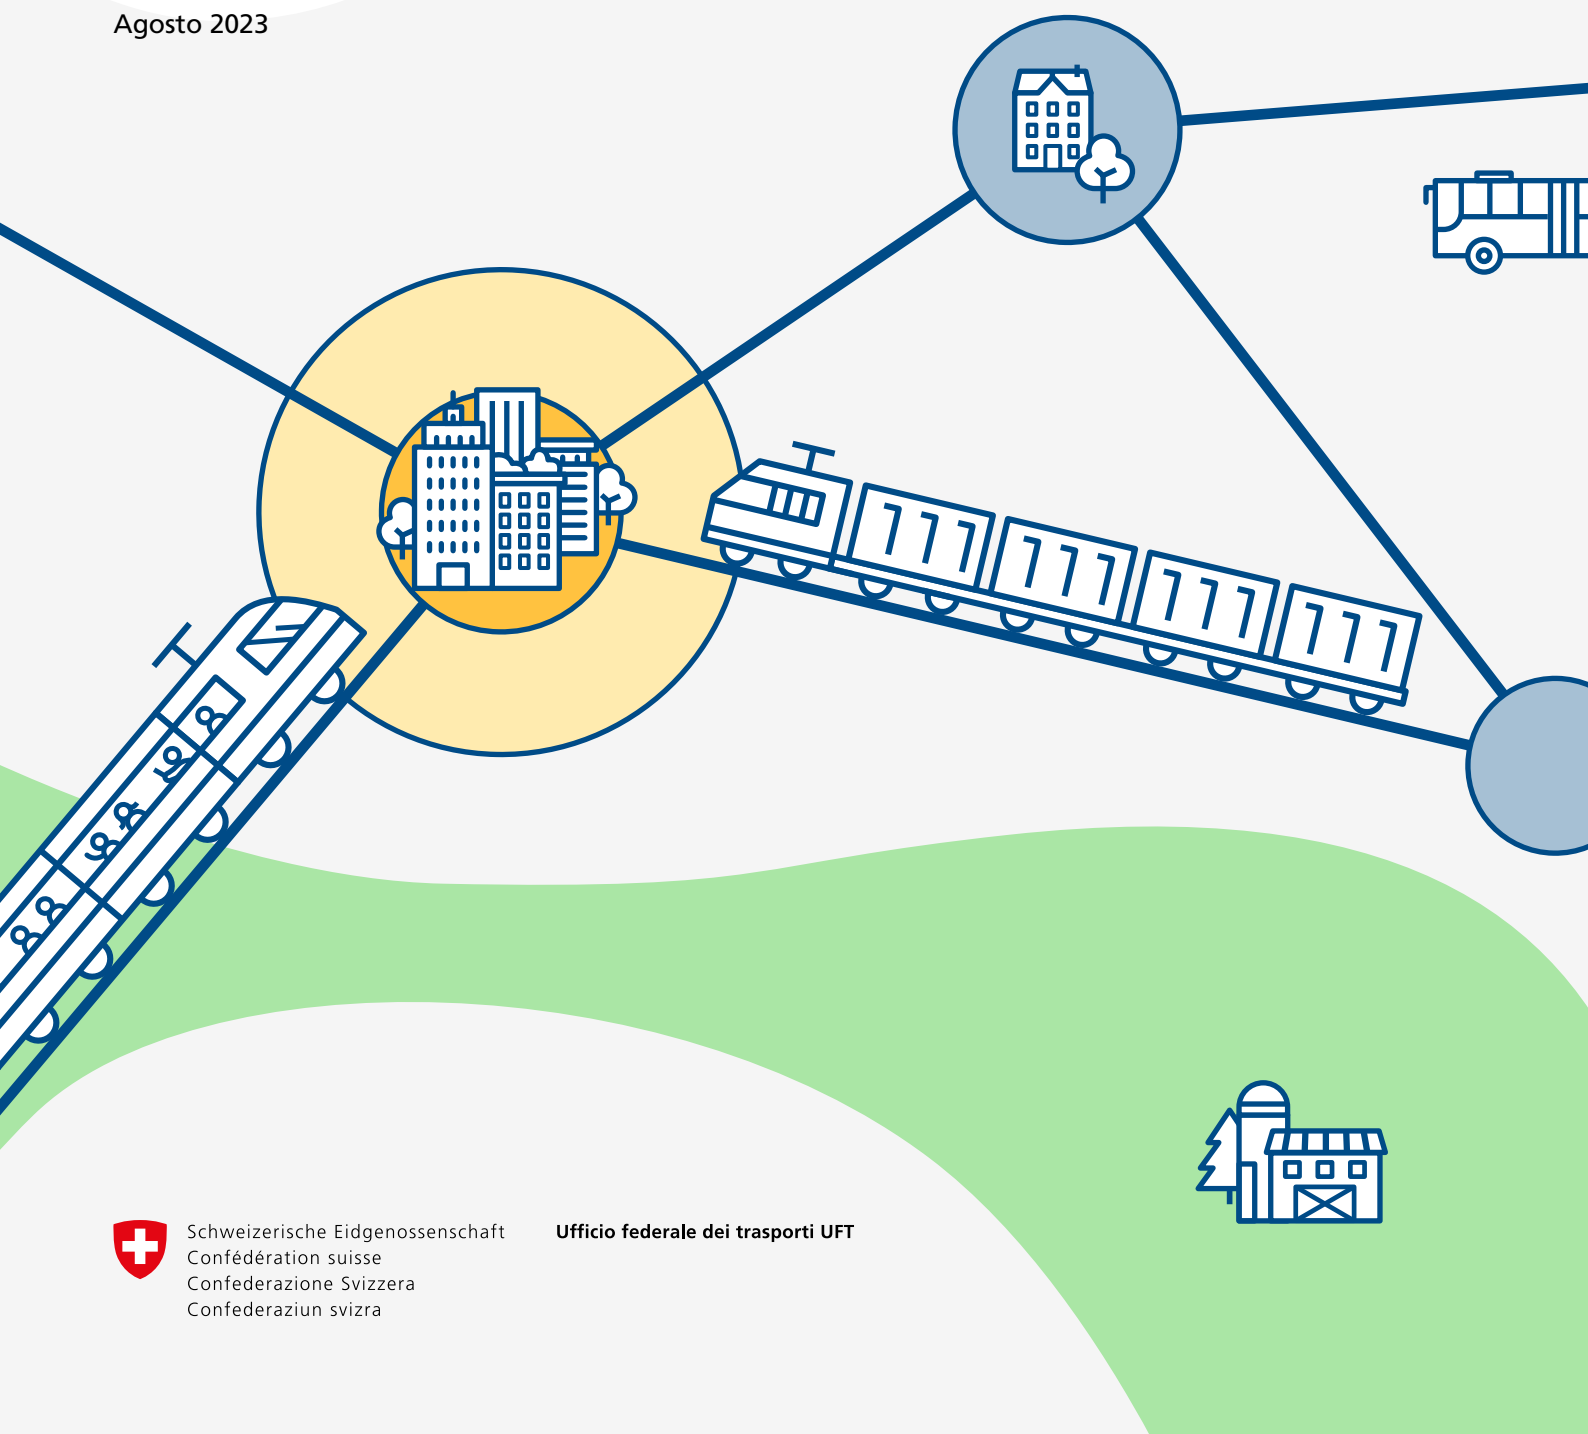 Agosto 2023
Schweizerische Eidgenossenschaft
Confédération suisse
Confederazione Svizzera
Confederaziun svizra
Ufficio federale dei trasporti UFT